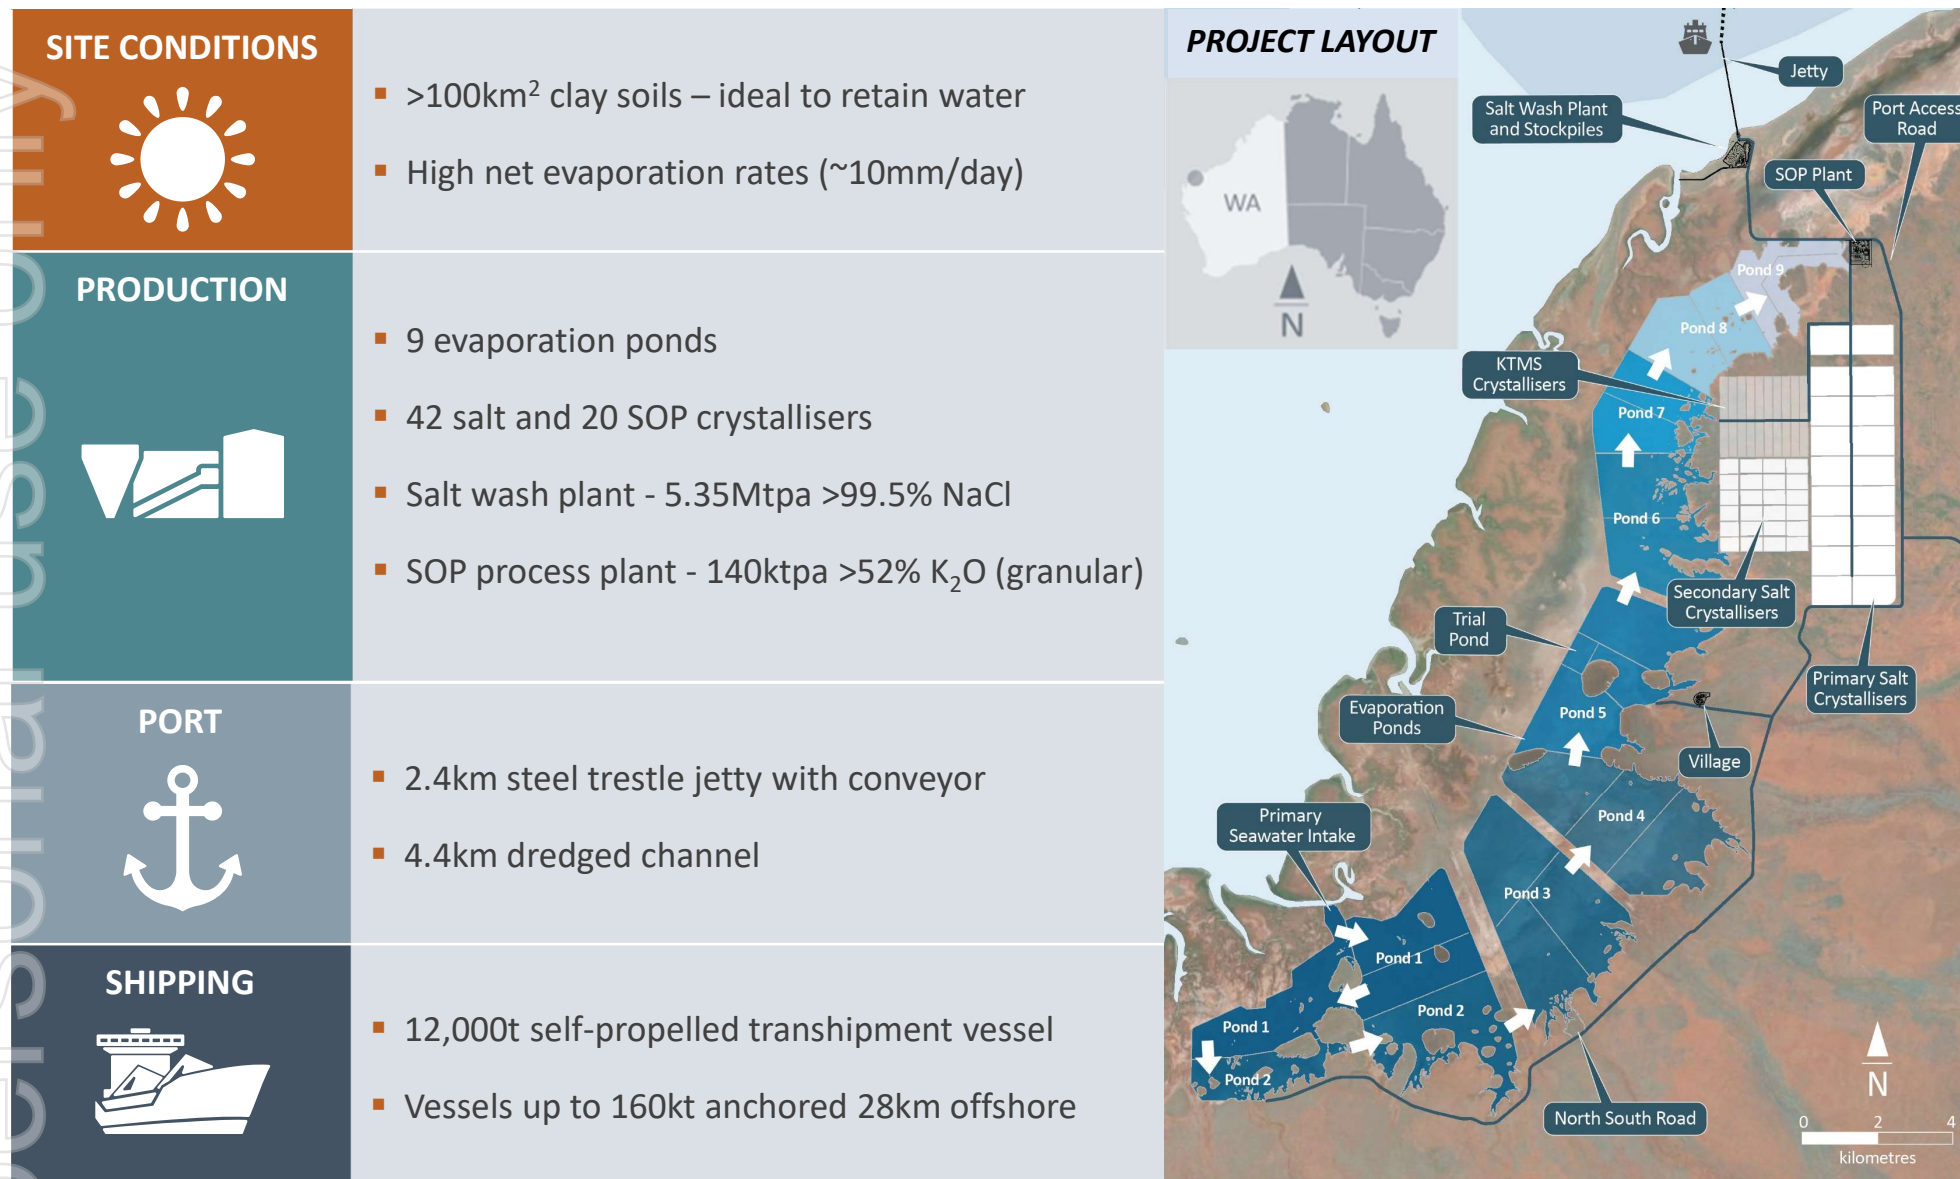 SITE CONDITIONS
>100km² clay soils – ideal to retain water
High net evaporation rates (~10mm/day)
PRODUCTION
9 evaporation ponds
42 salt and 20 SOP crystallisers
Salt wash plant - 5.35Mtpa >99.5% NaCl
SOP process plant - 140ktpa >52% K₂O (granular)
PORT
2.4km steel trestle jetty with conveyor
4.4km dredged channel
SHIPPING
12,000t self-propelled transhipment vessel
Vessels up to 160kt anchored 28km offshore
PROJECT LAYOUT
WA
N
Jetty
Salt Wash Plant
and Stockpiles
Port Access
Road
SOP Plant
Pond 9
Pond 8
KTMS
Crystallisers
Pond 7
Pond 6
Secondary Salt
Crystallisers
Trial
Pond
Primary Salt
Crystallisers
Evaporation
Ponds
Pond 5
Village
Primary
Seawater Intake
Pond 4
Pond 3
Pond 1
Pond 2
Pond 1
Pond 2
North South Road
N
0 2 4
kilometres
personal use only